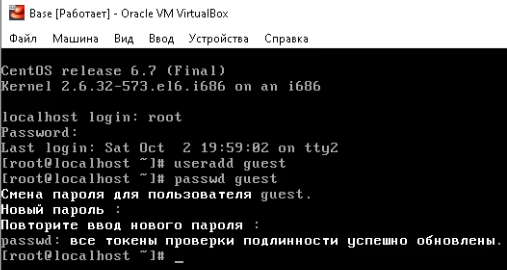 Base [Работает] - Oracle VM VirtualBox
Файл Машина Вид Ввод Устройства Справка
CentOS release 6.7 (Final)
Kernel 2.6.32-573.el6.i686 on an i686
localhost login: root
Password:
Last login: Sat Oct  2 19:59:02 on tty2
[root@localhost ~]# useradd guest
[root@localhost ~]# passwd guest
Смена пароля для пользователя guest.
Новый пароль :
Повторите ввод нового пароля :
passwd: все токены проверки подлинности успешно обновлены.
[root@localhost ~]# _